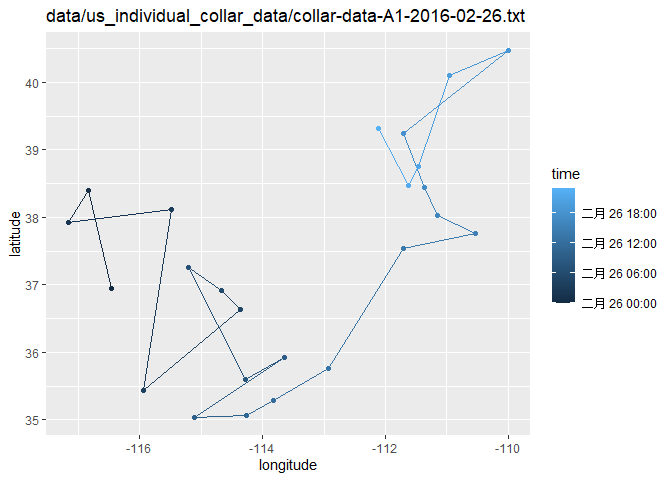 data/us_individual_collar_data/collar-data-A1-2016-02-26.txt
40
39
38
37
36
35
latitude
-116
-114
-112
-110
longitude
time
二月 26 18:00
二月 26 12:00
二月 26 06:00
二月 26 00:00